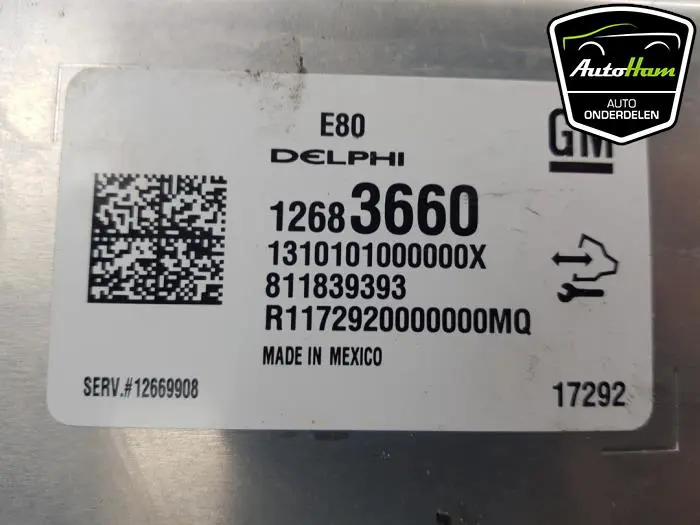 AutoHam
AUTO
ONDERDELEN
E80
DELPHI
GM
12683660
1310101000000X
811839393
R1172920000000MQ
MADE IN MEXICO
SERV.#12669908
17292